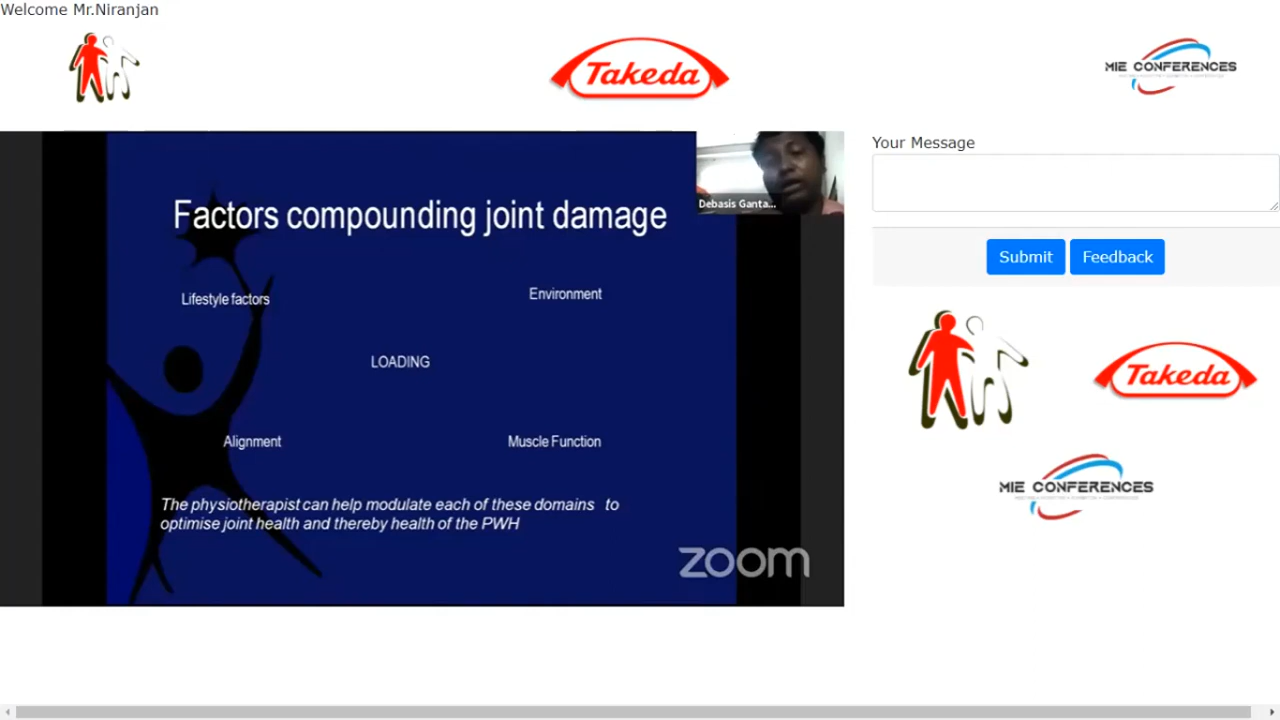 Welcome Mr.Niranjan
Takeda
MIE CONFERENCES
Debasis Ganta...
Factors compounding joint damage
Lifestyle factors
Environment
LOADING
Alignment
Muscle Function
The physiotherapist can help modulate each of these domains to
optimise joint health and thereby health of the PWH
zoom
Your Message
Submit
Feedback
Takeda
MIE CONFERENCES